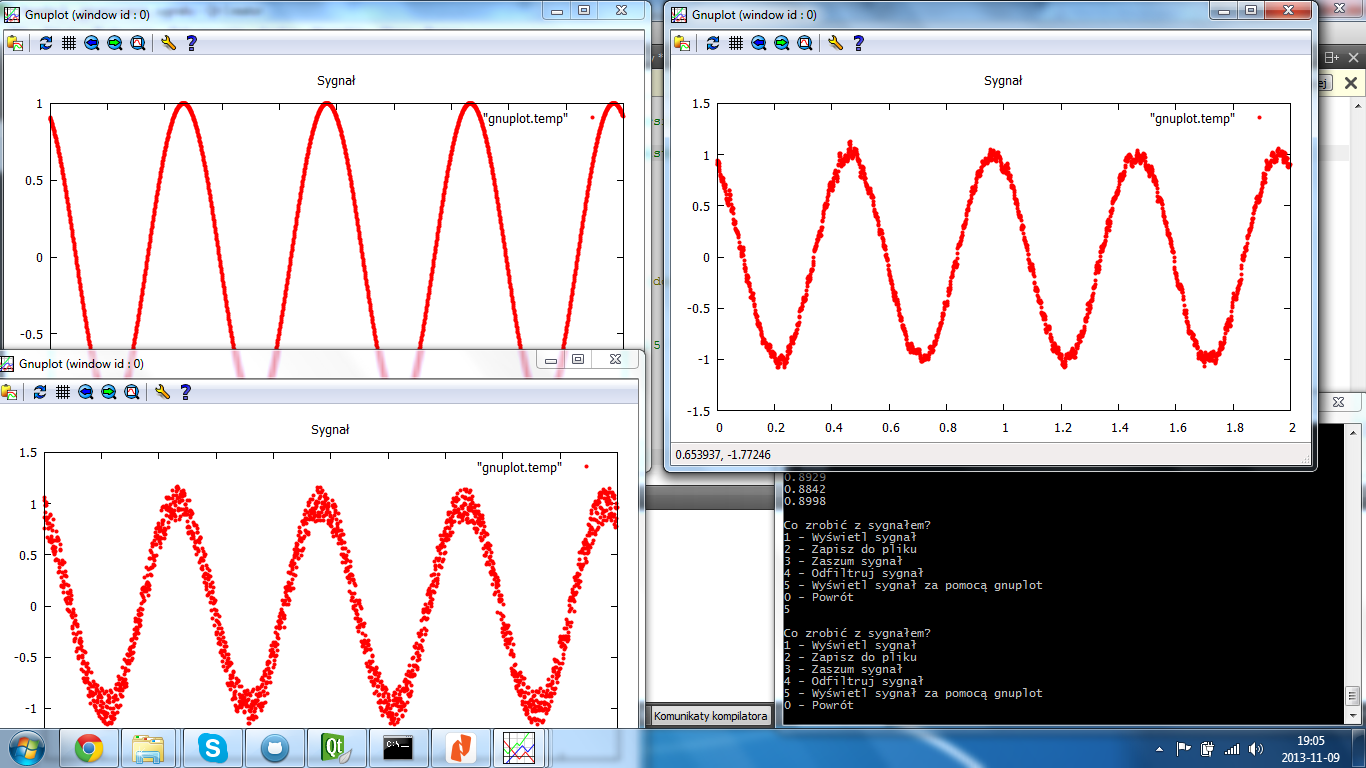 Gnuplot (window id : 0)
Sygnał
"gnuplot.temp"
1
0.5
0
-0.5
Gnuplot (window id : 0)
Sygnał
"gnuplot.temp"
1.5
1
0.5
0
-0.5
-1
-1.5
0 0.2 0.4 0.6 0.8 1 1.2 1.4 1.6 1.8 2
0.653937, -1.77246
Gnuplot (window id : 0)
Sygnał
"gnuplot.temp"
1.5
1
0.5
0
-0.5
-1
0.8929
0.8842
0.8998
Co zrobić z sygnałem?
1 - Wyświetl sygnał
2 - Zapisz do pliku
3 - Zaszum sygnał
4 - Odfiltruj sygnał
5 - Wyświetl sygnał za pomocą gnuplot
0 - Powrót
5
Co zrobić z sygnałem?
1 - Wyświetl sygnał
2 - Zapisz do pliku
3 - Zaszum sygnał
4 - Odfiltruj sygnał
5 - Wyświetl sygnał za pomocą gnuplot
0 - Powrót
Komunikaty kompilatora
Qt
C:\
19:05
2013-11-09